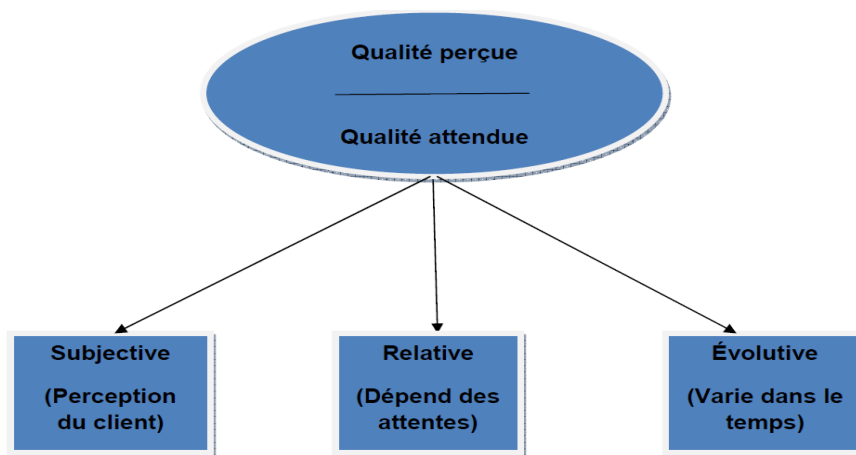 Qualité perçue
Qualité attendue
Subjective
(Perception
du client)
Relative
(Dépend des
attentes)
Évolutive
(Varie dans le
temps)